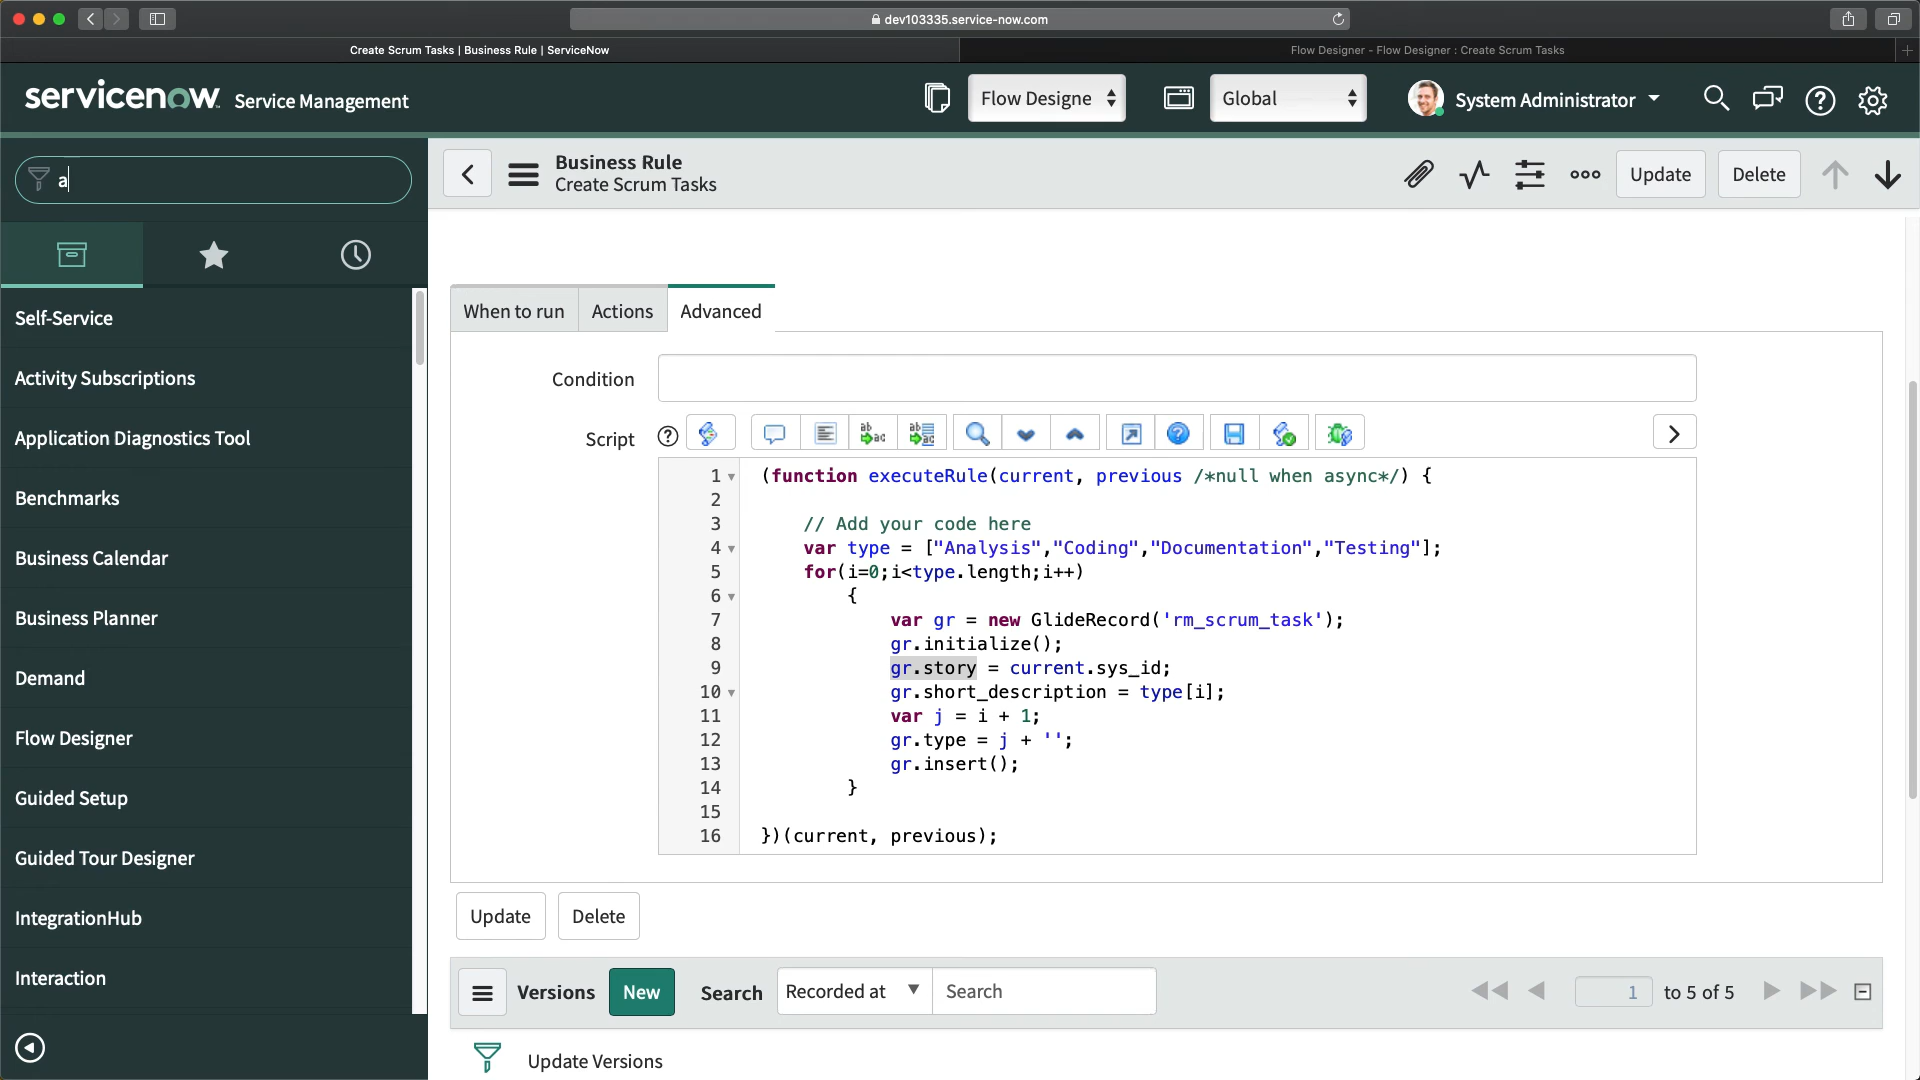 dev103335.service-now.com
Create Scrum Tasks | Business Rule | ServiceNow
Flow Designer - Flow Designer : Create Scrum Tasks
servicenow Service Management
Flow Designe
Global
System Administrator
a
Business Rule
Create Scrum Tasks
Update
Delete
Self-Service
Activity Subscriptions
Application Diagnostics Tool
Benchmarks
Business Calendar
Business Planner
Demand
Flow Designer
Guided Setup
Guided Tour Designer
IntegrationHub
Interaction
When to run
Actions
Advanced
Condition
Script
1 (function executeRule(current, previous /*null when async*/) {
2
3 // Add your code here
4 var type = ["Analysis","Coding","Documentation","Testing"];
5 for(i=0;i<type.length;i++)
6 {
7 var gr = new GlideRecord('rm_scrum_task');
8 gr.initialize();
9 gr.story = current.sys_id;
10 gr.short_description = type[i];
11 var j = i + 1;
12 gr.type = j + '';
13 gr.insert();
14 }
15
16 })(current, previous);
Update
Delete
Versions
New
Search
Recorded at
Search
1 to 5 of 5
Update Versions